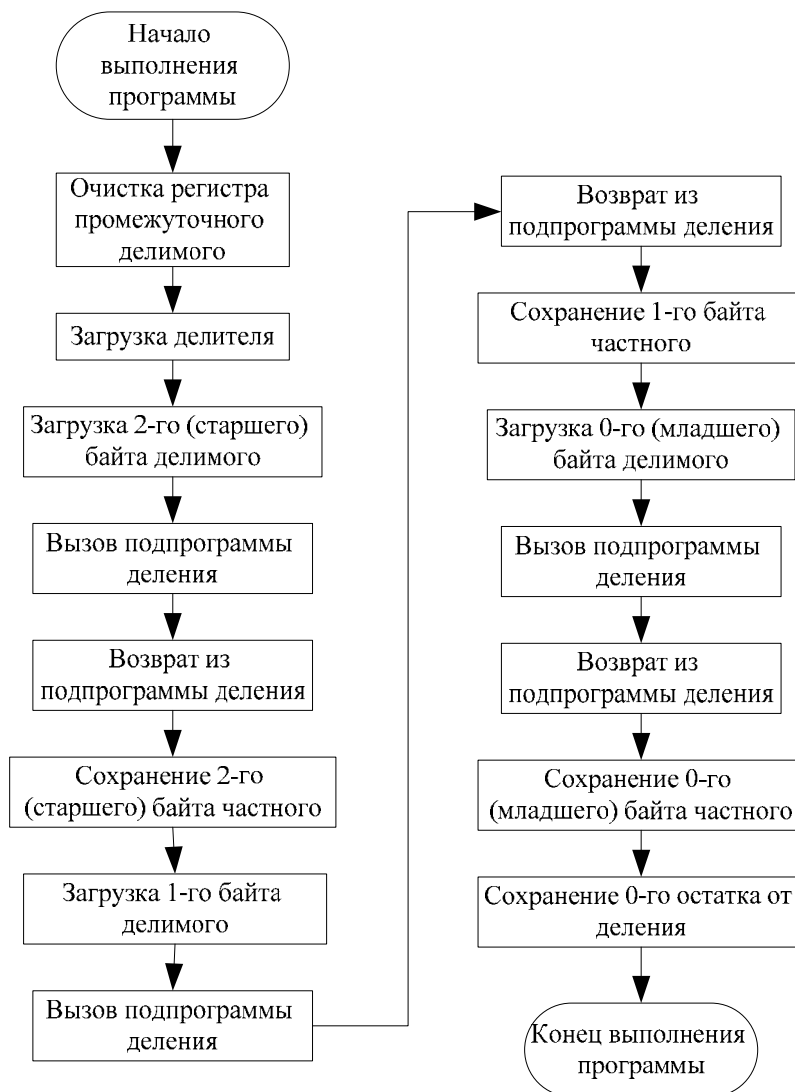 Начало
выполнения
программы
Очистка регистра
промежуточного
делимого
Загрузка делителя
Загрузка 2-го (старшего)
байта делимого
Вызов подпрограммы
деления
Возврат из
подпрограммы деления
Сохранение 2-го
(старшего) байта частного
Загрузка 1-го байта
делимого
Вызов подпрограммы
деления
Возврат из
подпрограммы деления
Сохранение 1-го байта
частного
Загрузка 0-го (младшего)
байта делимого
Вызов подпрограммы
деления
Возврат из
подпрограммы деления
Сохранение 0-го
(младшего) байта частного
Сохранение 0-го остатка от
деления
Конец выполнения
программы